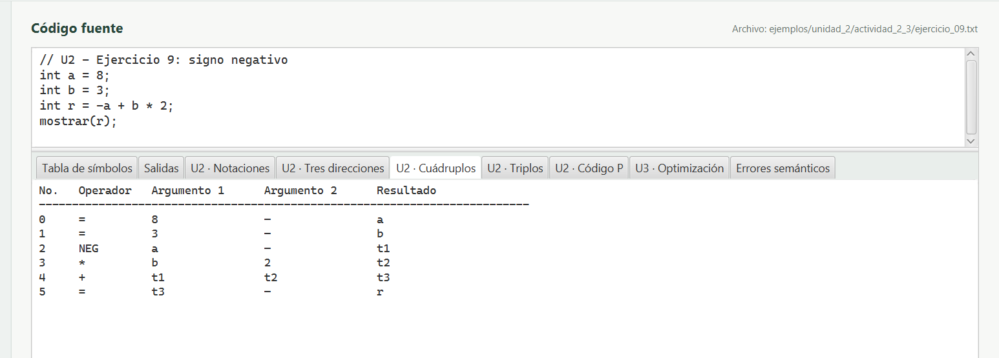 Código fuente
Archivo: ejemplos/unidad_2/actividad_2_3/ejercicio_09.txt
// U2 - Ejercicio 9: signo negativo
int a = 8;
int b = 3;
int r = -a + b * 2;
mostrar(r);
Tabla de símbolos Salidas U2 · Notaciones U2 · Tres direcciones U2 · Cuádruplos U2 · Triplos U2 · Código P U3 · Optimización Errores semánticos
No. Operador Argumento 1 Argumento 2 Resultado
--------------------------------------------------------------------------
0 = 8 - a
1 = 3 - b
2 NEG a - t1
3 * b 2 t2
4 + t1 t2 t3
5 = t3 - r